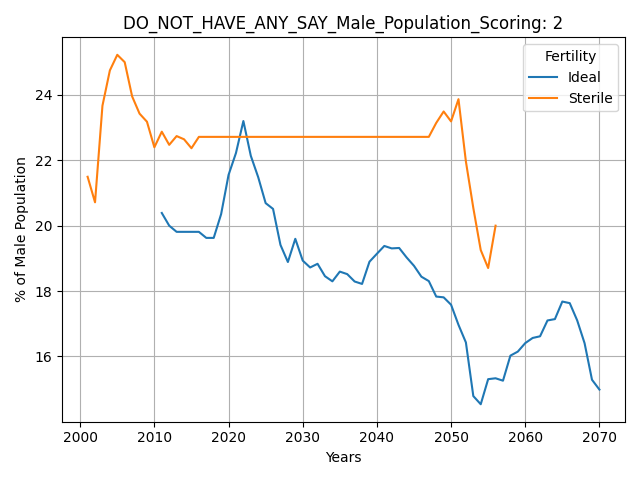 DO_NOT_HAVE_ANY_SAY_Male_Population_Scoring: 2
Fertility
Ideal
Sterile
% of Male Population
24
22
20
18
16
2000 2010 2020 2030 2040 2050 2060 2070
Years